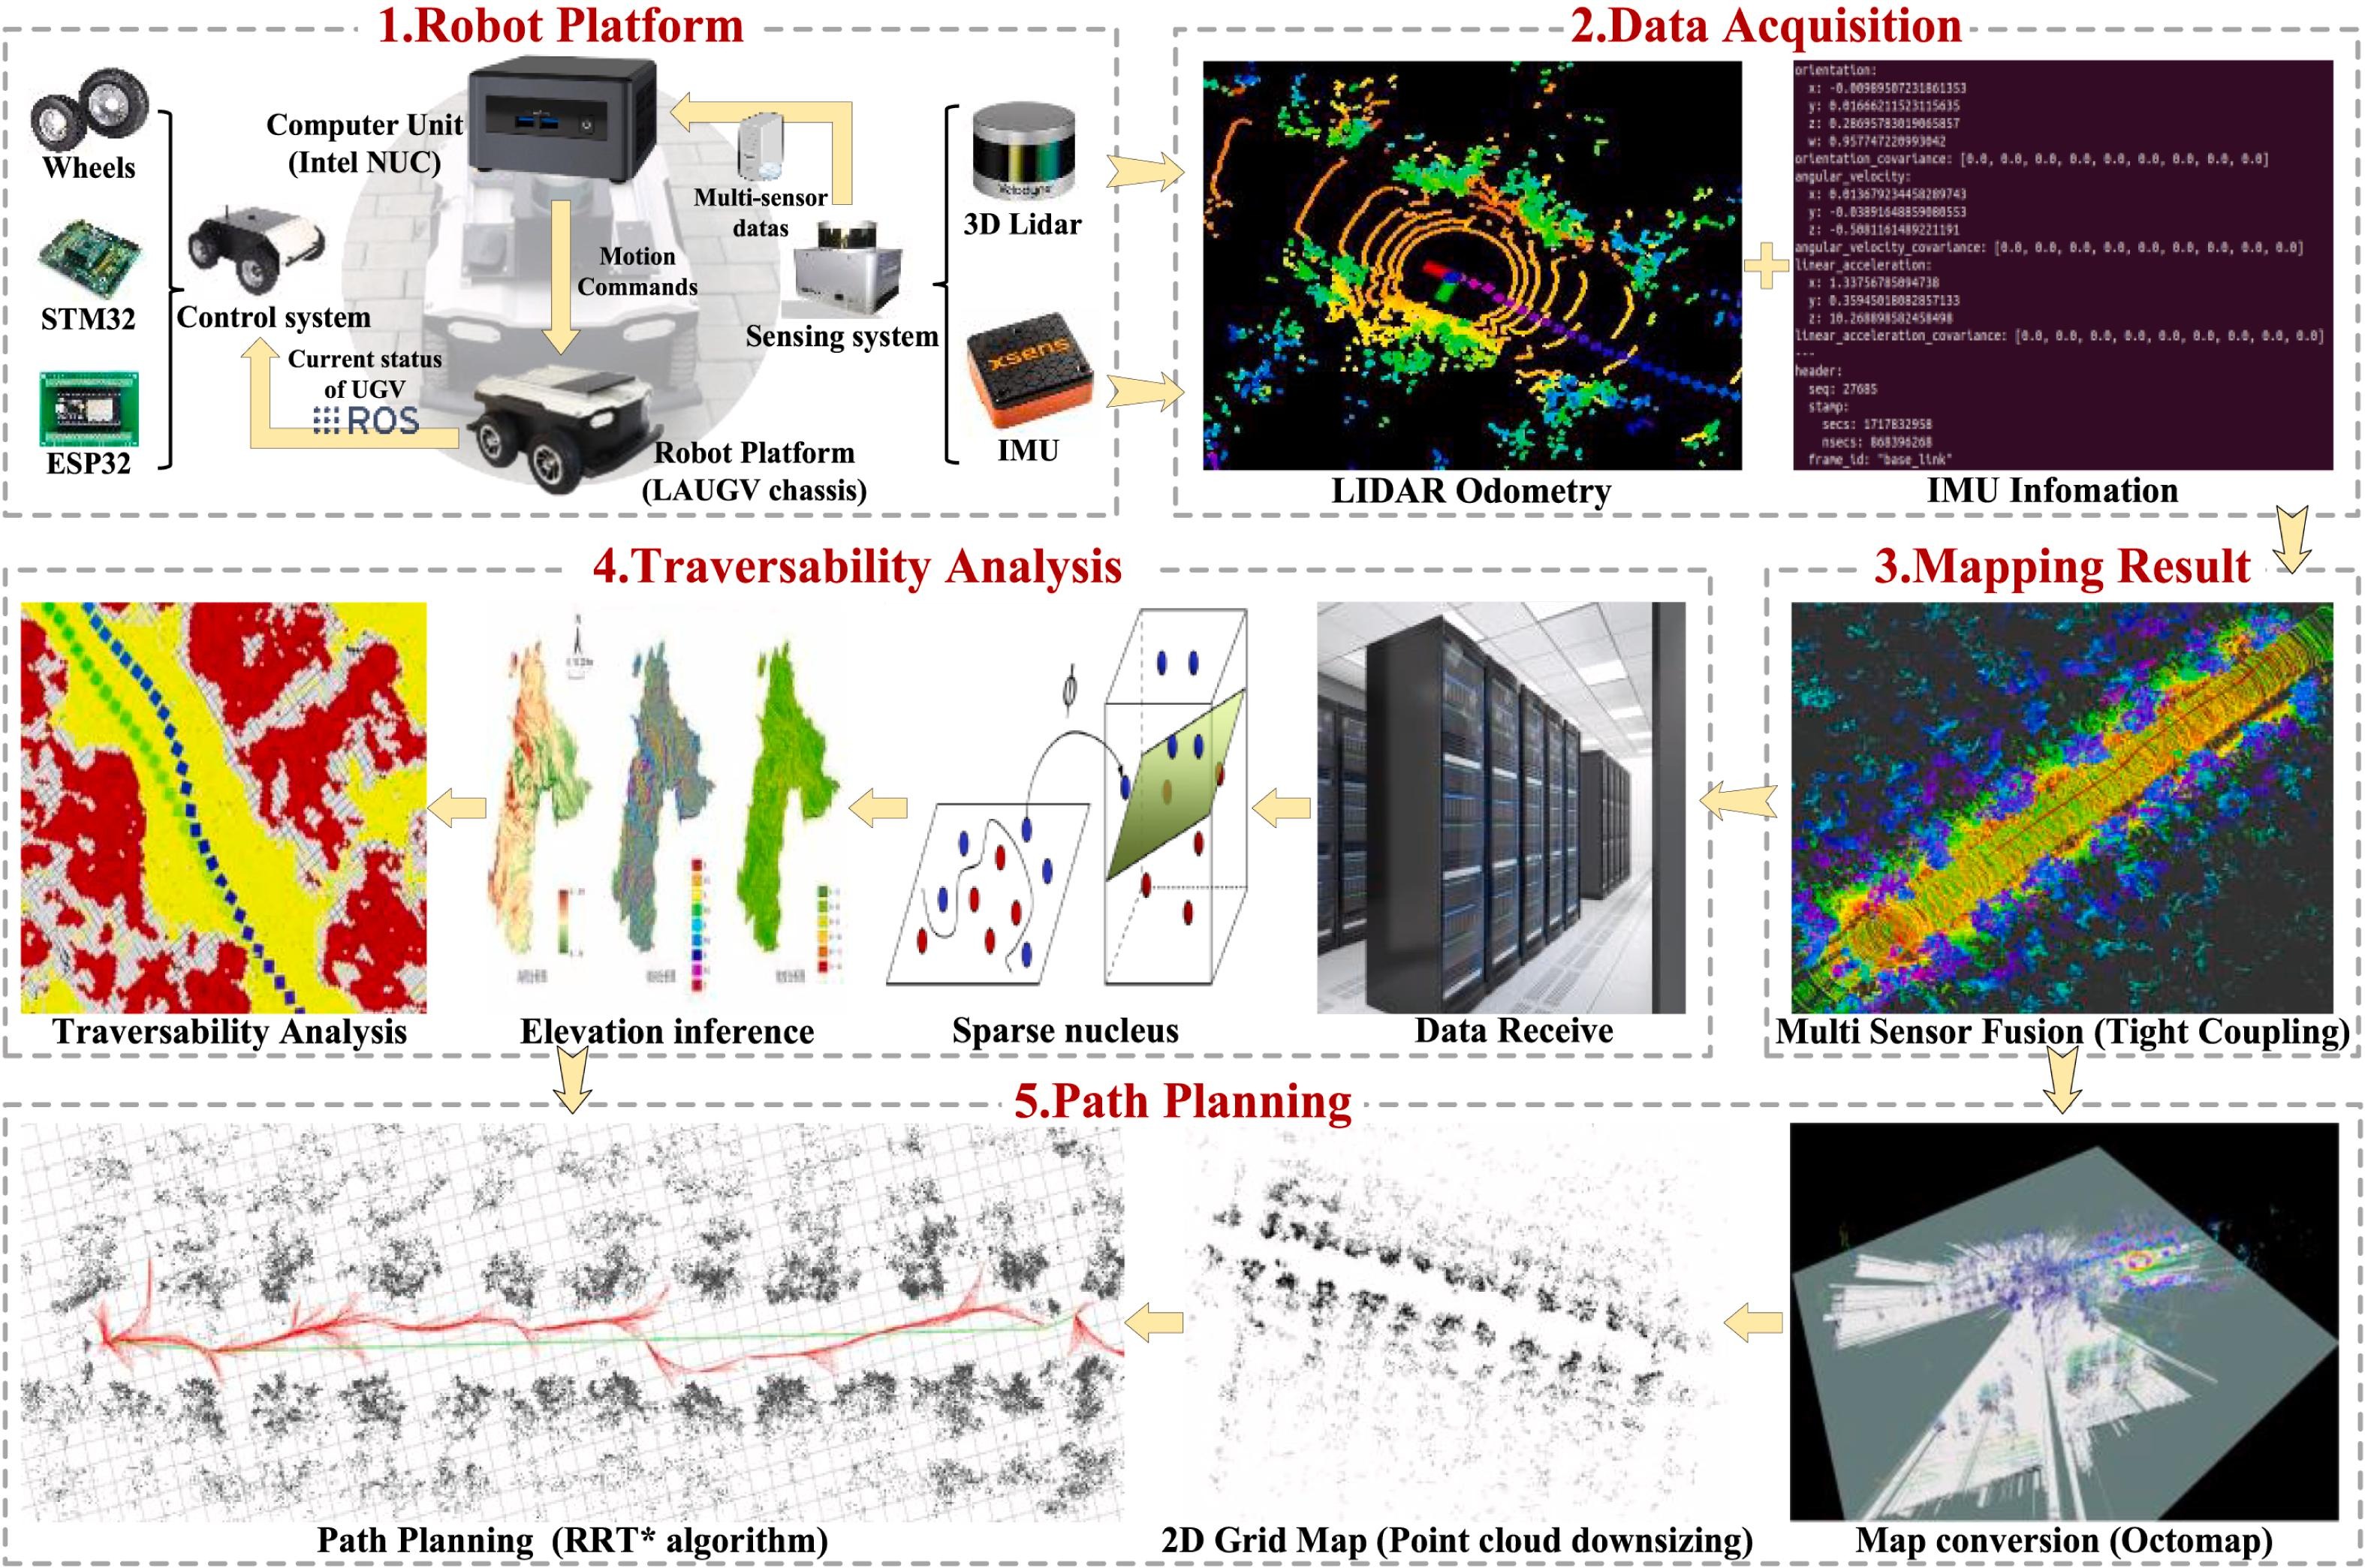 1.Robot Platform
Wheels
STM32
ESP32
Control system
Computer Unit
(Intel NUC)
Multi-sensor
datas
Motion
Commands
Current status
of UGV
ROS
Robot Platform
(LAUGV chassis)
Sensing system
Velodyne
3D Lidar
xsens
IMU
2.Data Acquisition
LIDAR Odometry
orientation:
x: -0.00989507231861353
y: 0.01666211523115635
z: 0.28695783019065857
w: 0.957747220993042
orientation_covariance: [0.0, 0.0, 0.0, 0.0, 0.0, 0.0, 0.0, 0.0, 0.0]
angular_velocity:
x: 0.013679234458289743
y: -0.03891648859080553
z: -0.5081161489221191
angular_velocity_covariance: [0.0, 0.0, 0.0, 0.0, 0.0, 0.0, 0.0, 0.0, 0.0]
linear_acceleration:
x: 1.33756785094738
y: 0.35945018082857133
z: 10.268898582458498
linear_acceleration_covariance: [0.0, 0.0, 0.0, 0.0, 0.0, 0.0, 0.0, 0.0, 0.0]
---
header:
seq: 27685
stamp:
secs: 1717832958
nsecs: 868396268
frame_id: "base_link"
IMU Infomation
3.Mapping Result
Multi Sensor Fusion (Tight Coupling)
4.Traversability Analysis
Data Receive
ϕ
Sparse nucleus
N
Elevation inference
Traversability Analysis
5.Path Planning
Map conversion (Octomap)
2D Grid Map (Point cloud downsizing)
Path Planning (RRT* algorithm)